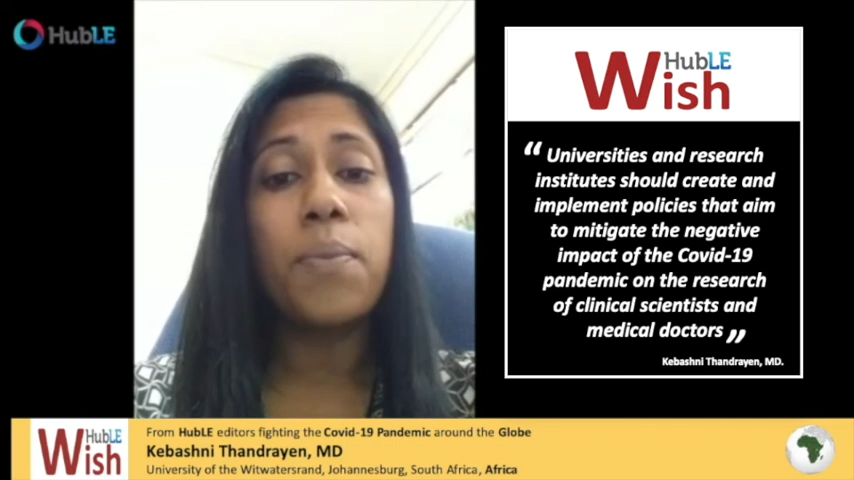 HubLE
HubLE
Wish
“ Universities and research
institutes should create and
implement policies that aim
to mitigate the negative
impact of the Covid-19
pandemic on the research
of clinical scientists and
medical doctors „
Kebashni Thandrayen, MD.
HubLE
Wish
From HubLE editors fighting the Covid-19 Pandemic around the Globe
Kebashni Thandrayen, MD
University of the Witwatersrand, Johannesburg, South Africa, Africa